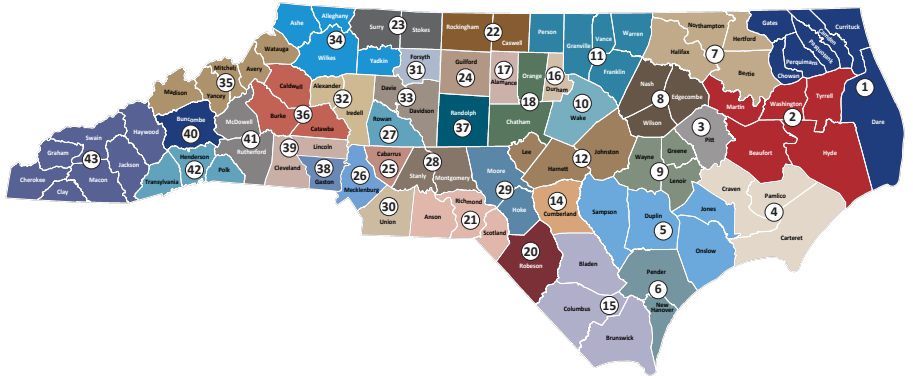 Ashe
Alleghany
Surry
23
Stokes
Rockingham
22
Caswell
Person
Granville
Vance
Warren
Northampton
Gates
Currituck
Camden
Pasquotank
Perquimans
Chowan
Hertford
Halifax
7
Bertie
34
Wilkes
Yadkin
Forsyth
31
Guilford
24
17
Alamance
Orange
16
Durham
11
Franklin
Watauga
Mitchell
Avery
35
Yancey
Madison
Caldwell
Alexander
32
Iredell
Davie
33
Davidson
Randolph
37
18
Chatham
10
Wake
Nash
8
Edgecombe
Wilson
Martin
Washington
2
Tyrrell
1
Dare
Beaufort
Hyde
Buncombe
40
McDowell
41
Rutherford
Burke
36
Catawba
Rowan
27
Lee
12
Harnett
Johnston
3
Pitt
Wayne
Greene
9
Lenoir
Haywood
Swain
Graham
43
Jackson
Cherokee
Macon
Clay
Henderson
42
Transylvania
Polk
39
Cleveland
Lincoln
38
Gaston
26
Mecklenburg
Cabarrus
25
28
Stanly
Montgomery
Moore
29
Hoke
14
Cumberland
Sampson
Duplin
5
Jones
Onslow
Craven
Pamlico
4
Carteret
30
Union
Anson
Richmond
21
Scotland
20
Robeson
Bladen
Pender
6
New
Hanover
Columbus
15
Brunswick